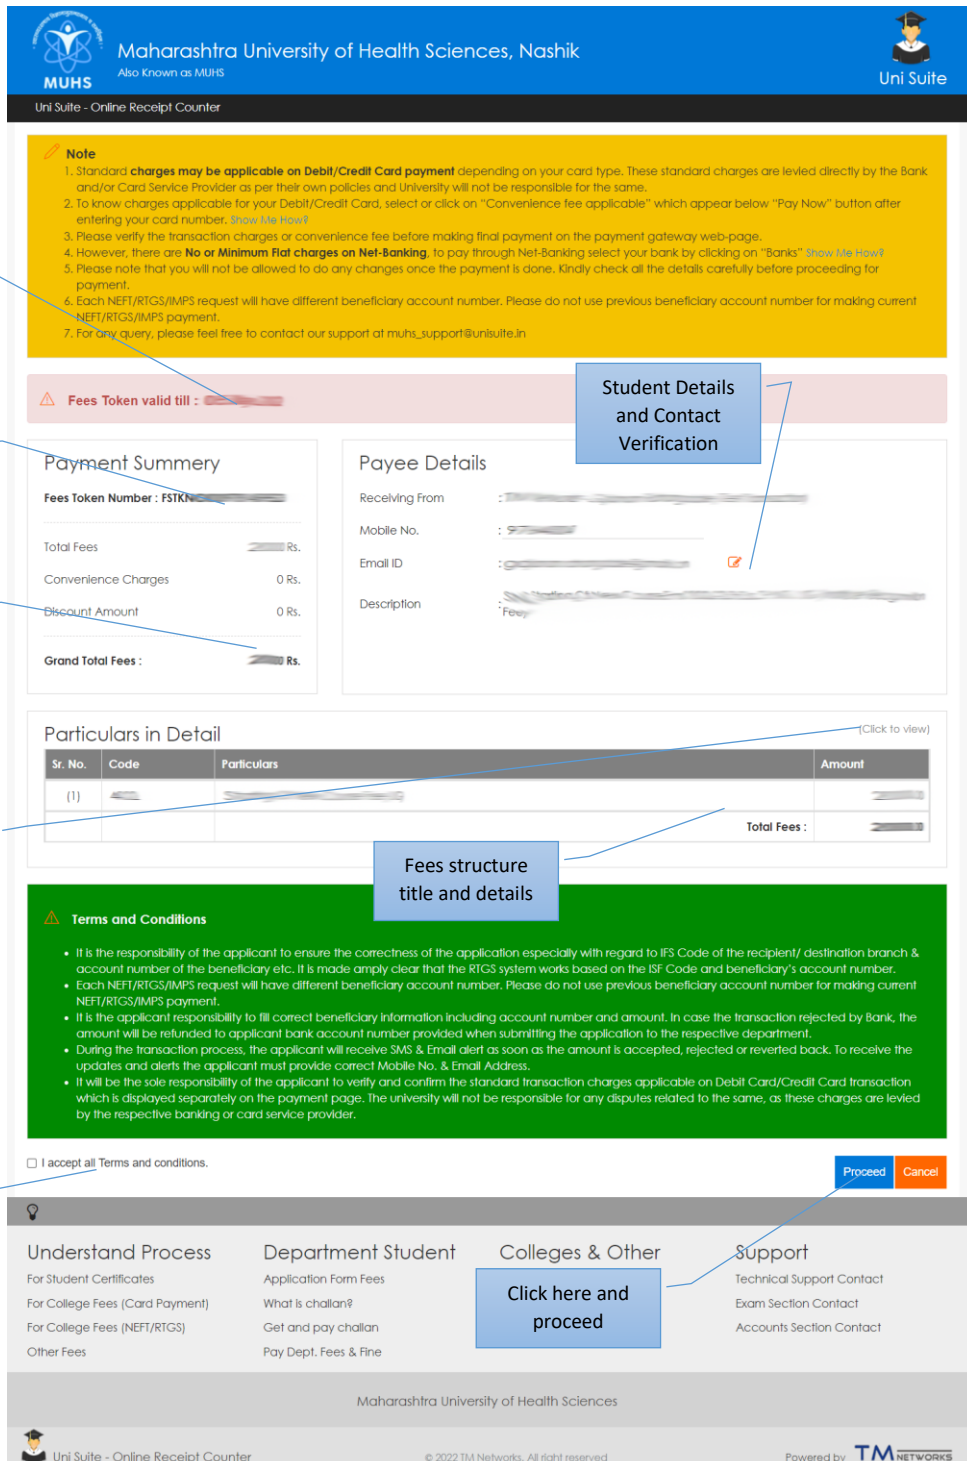 MUHS
Maharashtra University of Health Sciences, Nashik
Also Known as MUHS
Uni Suite
Uni Suite - Online Receipt Counter
Note
1. Standard charges may be applicable on Debit/Credit Card payment depending on your card type. These standard charges are levied directly by the Bank
and/or Card Service Provider as per their own policies and University will not be responsible for the same.
2. To know charges applicable for your Debit/Credit Card, select or click on "Convenience fee applicable" which appear below "Pay Now" button after
entering your card number. Show Me How?
3. Please verify the transaction charges or convenience fee before making final payment on the payment gateway web-page.
4. However, there are No or Minimum Flat charges on Net-Banking, to pay through Net-Banking select your bank by clicking on "Banks" Show Me How?
5. Please note that you will not be allowed to do any changes once the payment is done. Kindly check all the details carefully before proceeding for
payment.
6. Each NEFT/RTGS/IMPS request will have different beneficiary account number. Please do not use previous beneficiary account number for making current
NEFT/RTGS/IMPS payment.
7. For any query, please feel free to contact our support at muhs_support@unisuite.in
Fees Token valid till :
Student Details
and Contact
Verification
Payment Summery
Fees Token Number : FSTKN
Total Fees Rs.
Convenience Charges 0 Rs.
Discount Amount 0 Rs.
Grand Total Fees : Rs.
Payee Details
Receiving From :
Mobile No. :
Email ID :
Description :
Particulars in Detail
(Click to view)
Sr. No. Code Particulars Amount
(1)
Total Fees :
Fees structure
title and details
Terms and Conditions
• It is the responsibility of the applicant to ensure the correctness of the application especially with regard to IFS Code of the recipient/ destination branch &
account number of the beneficiary etc. It is made amply clear that the RTGS system works based on the ISF Code and beneficiary's account number.
• Each NEFT/RTGS/IMPS request will have different beneficiary account number. Please do not use previous beneficiary account number for making current
NEFT/RTGS/IMPS payment.
• It is the applicant responsibility to fill correct beneficiary information including account number and amount. In case the transaction rejected by Bank, the
amount will be refunded to applicant bank account number provided when submitting the application to the respective department.
• During the transaction process, the applicant will receive SMS & Email alert as soon as the amount is accepted, rejected or reverted back. To receive the
updates and alerts the applicant must provide correct Mobile No. & Email Address.
• It will be the sole responsibility of the applicant to verify and confirm the standard transaction charges applicable on Debit Card/Credit Card transaction
which is displayed separately on the payment page. The university will not be responsible for any disputes related to the same, as these charges are levied
by the respective banking or card service provider.
I accept all Terms and conditions.
Proceed Cancel
Understand Process
For Student Certificates
For College Fees (Card Payment)
For College Fees (NEFT/RTGS)
Other Fees
Department Student
Application Form Fees
What is challan?
Get and pay challan
Pay Dept. Fees & Fine
Colleges & Other
Click here and
proceed
Support
Technical Support Contact
Exam Section Contact
Accounts Section Contact
Maharashtra University of Health Sciences
Uni Suite - Online Receipt Counter
© 2022 TM Networks. All right reserved
Powered by TM NETWORKS